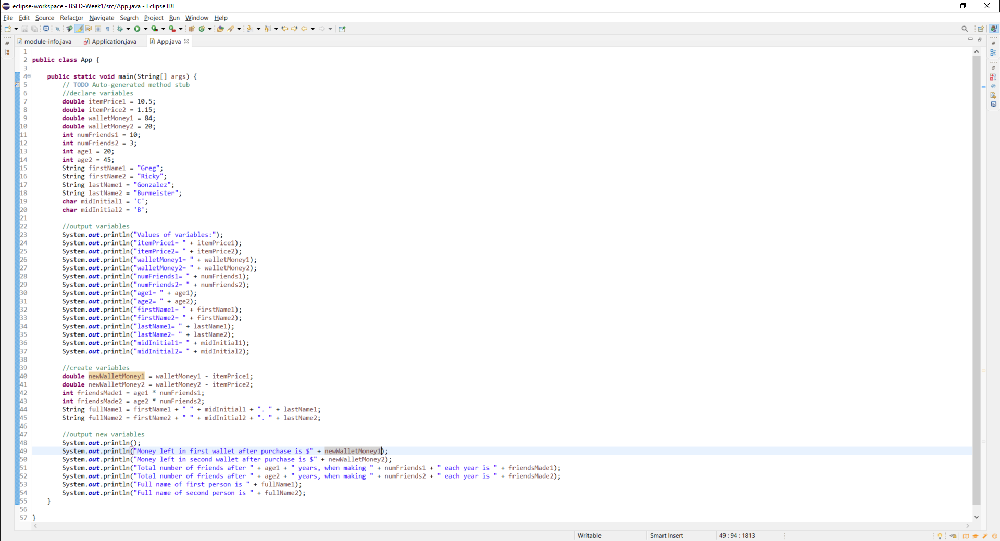 eclipse-workspace - BSED-Week1/src/App.java - Eclipse IDE
File Edit Source Refactor Navigate Search Project Run Window Help
module-info.java Application.java App.java
1
2 public class App {
3
4 public static void main(String[] args) {
5 // TODO Auto-generated method stub
6 //declare variables
7 double itemPrice1 = 10.5;
8 double itemPrice2 = 1.15;
9 double walletMoney1 = 84;
10 double walletMoney2 = 20;
11 int numFriends1 = 10;
12 int numFriends2 = 3;
13 int age1 = 20;
14 int age2 = 45;
15 String firstName1 = "Greg";
16 String firstName2 = "Ricky";
17 String lastName1 = "Gonzalez";
18 String lastName2 = "Burmeister";
19 char midInitial1 = 'C';
20 char midInitial2 = 'B';
21
22 //output variables
23 System.out.println("Values of variables:");
24 System.out.println("itemPrice1= " + itemPrice1);
25 System.out.println("itemPrice2= " + itemPrice2);
26 System.out.println("walletMoney1= " + walletMoney1);
27 System.out.println("walletMoney2= " + walletMoney2);
28 System.out.println("numFriends1= " + numFriends1);
29 System.out.println("numFriends2= " + numFriends2);
30 System.out.println("age1= " + age1);
31 System.out.println("age2= " + age2);
32 System.out.println("firstName1= " + firstName1);
33 System.out.println("firstName2= " + firstName2);
34 System.out.println("lastName1= " + lastName1);
35 System.out.println("lastName2= " + lastName2);
36 System.out.println("midInitial1= " + midInitial1);
37 System.out.println("midInitial2= " + midInitial2);
38
39 //create variables
40 double newWalletMoney1 = walletMoney1 - itemPrice1;
41 double newWalletMoney2 = walletMoney2 - itemPrice2;
42 int friendsMade1 = age1 * numFriends1;
43 int friendsMade2 = age2 * numFriends2;
44 String fullName1 = firstName1 + " " + midInitial1 + ". " + lastName1;
45 String fullName2 = firstName2 + " " + midInitial2 + ". " + lastName2;
46
47 //output new variables
48 System.out.println();
49 System.out.println("Money left in first wallet after purchase is $" + newWalletMoney1);
50 System.out.println("Money left in second wallet after purchase is $" + newWalletMoney2);
51 System.out.println("Total number of friends after " + age1 + " years, when making " + numFriends1 + " each year is " + friendsMade1);
52 System.out.println("Total number of friends after " + age2 + " years, when making " + numFriends2 + " each year is " + friendsMade2);
53 System.out.println("Full name of first person is " + fullName1);
54 System.out.println("Full name of second person is " + fullName2);
55 }
56
57 }
Writable Smart Insert 49 : 94 : 1813